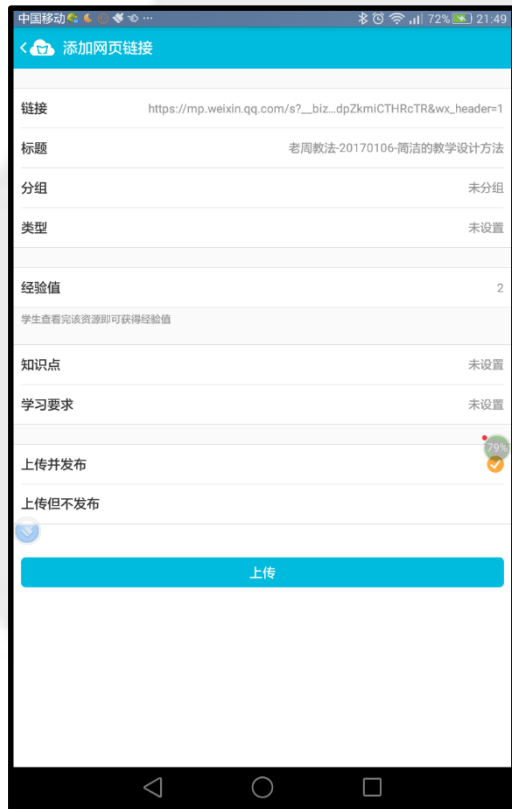 中国移动 72% 21:49
添加网页链接
链接 https://mp.weixin.qq.com/s?__biz...dpZkmiCTHRcTR&wx_header=1
标题 老周教法-20170106-简洁的教学设计方法
分组 未分组
类型 未设置
经验值 2
学生查看完该资源即可获得经验值
知识点 未设置
学习要求 未设置
79%
上传并发布
上传但不发布
上传